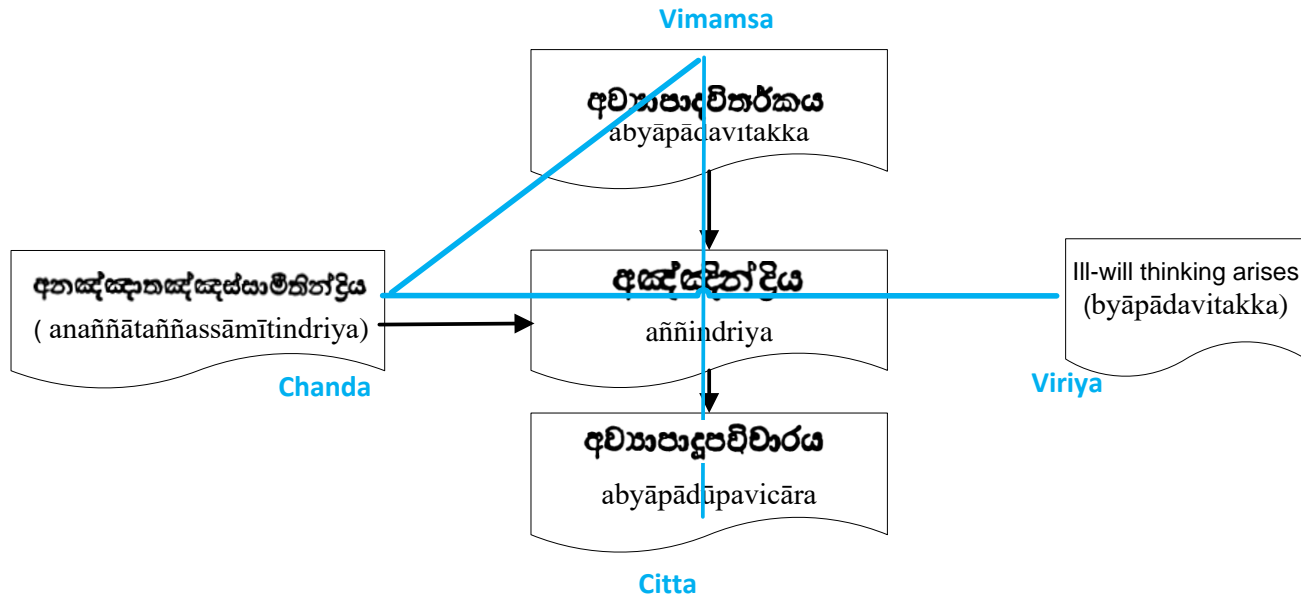 Vimamsa
අව්‍යාපාදවිතර්කය
abyāpādavitakka
අනඤ්ඤාතඤ්ඤස්සාමීතින්ද්‍රිය
( anaññātaññassāmītindriya)
Chanda
අඤ්ඤින්ද්‍රිය
aññindriya
Ill-will thinking arises
(byāpādavitakka)
Viriya
අව්‍යාපාදූපවිචාරය
abyāpādūpavicāra
Citta